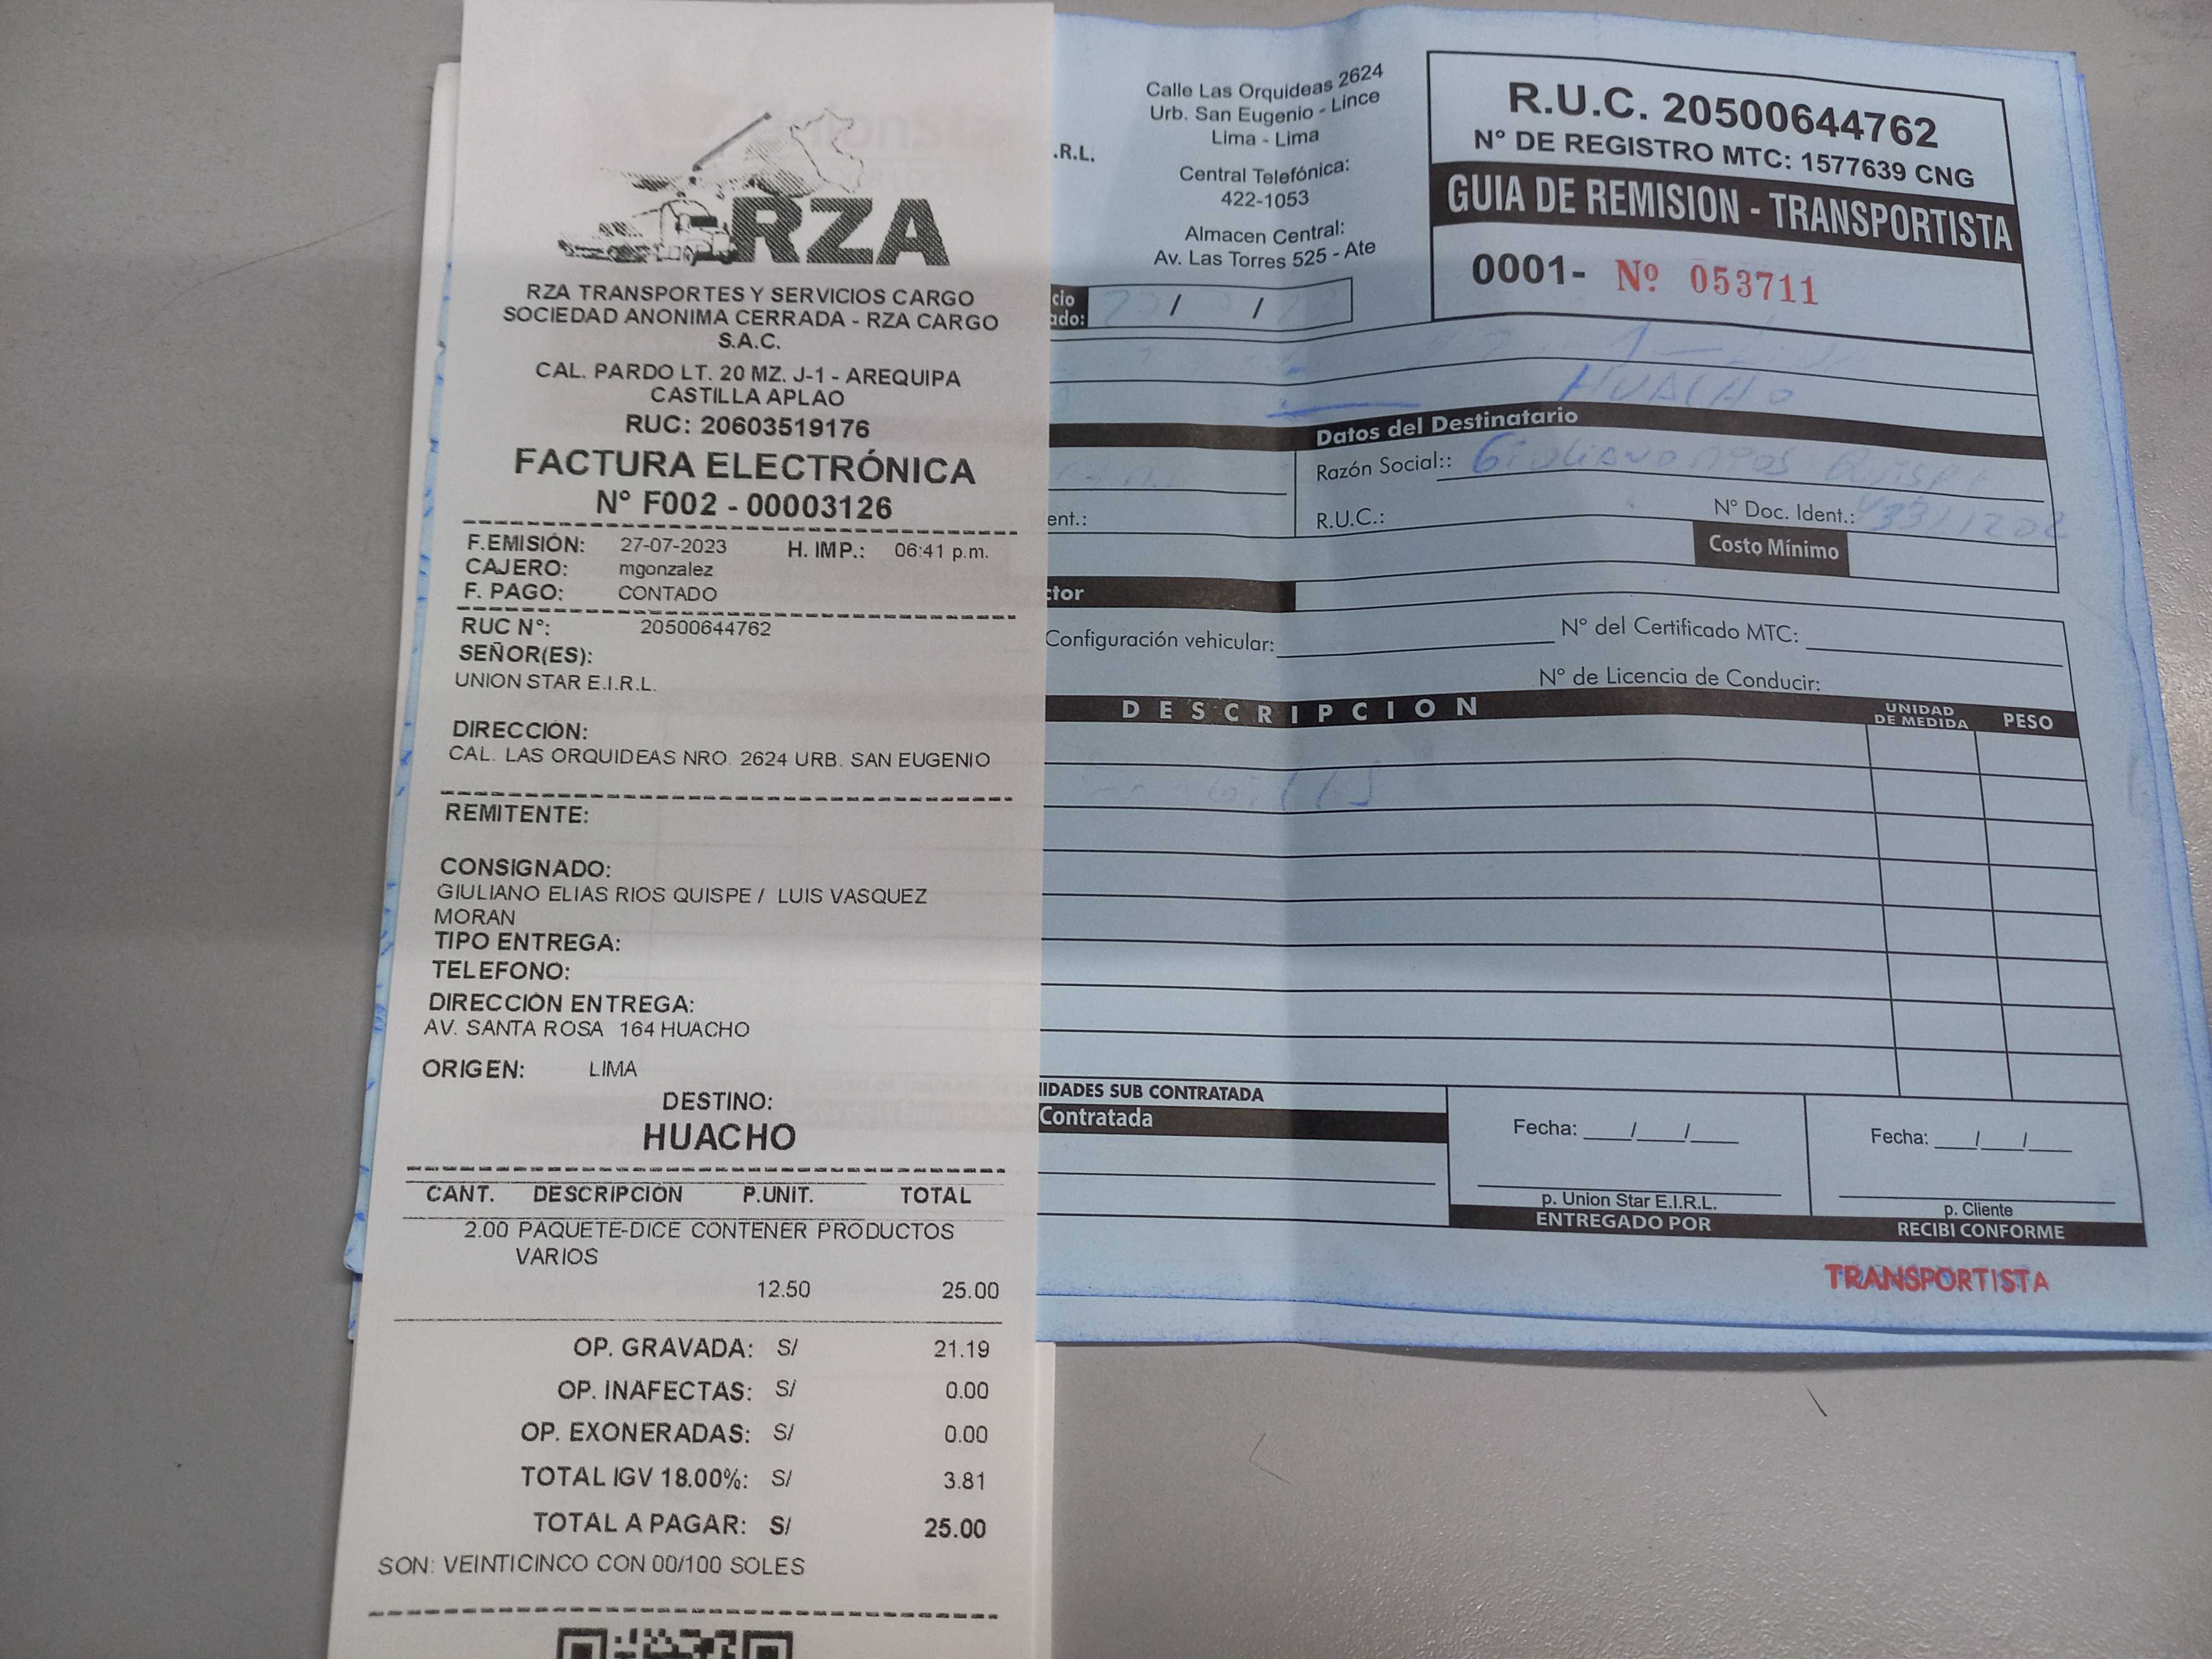 RZA
RZA TRANSPORTES Y SERVICIOS CARGO
SOCIEDAD ANONIMA CERRADA - RZA CARGO
S.A.C.
CAL. PARDO LT. 20 MZ. J-1 - AREQUIPA
CASTILLA APLAO
RUC: 20603519176
FACTURA ELECTRÓNICA
N° F002 - 00003126
F.EMISIÓN: 27-07-2023 H. IMP.: 06:41 p.m.
CAJERO: mgonzalez
F. PAGO: CONTADO
RUC N°: 20500644762
SEÑOR(ES):
UNION STAR E.I.R.L.
DIRECCIÓN:
CAL. LAS ORQUIDEAS NRO. 2624 URB. SAN EUGENIO
REMITENTE:
CONSIGNADO:
GIULIANO ELIAS RIOS QUISPE / LUIS VASQUEZ
MORAN
TIPO ENTREGA:
TELEFONO:
DIRECCIÓN ENTREGA:
AV. SANTA ROSA 164 HUACHO
ORIGEN: LIMA
DESTINO:
HUACHO
CANT. DESCRIPCIÓN P.UNIT. TOTAL
2.00 PAQUETE-DICE CONTENER PRODUCTOS
VARIOS
12.50 25.00
OP. GRAVADA: S/ 21.19
OP. INAFECTAS: S/ 0.00
OP. EXONERADAS: S/ 0.00
TOTAL IGV 18.00%: S/ 3.81
TOTAL A PAGAR: S/ 25.00
SON: VEINTICINCO CON 00/100 SOLES
.R.L.
Calle Las Orquideas 2624
Urb. San Eugenio - Lince
Lima - Lima
Central Telefónica:
422-1053
Almacen Central:
Av. Las Torres 525 - Ate
R.U.C. 20500644762
N° DE REGISTRO MTC: 1577639 CNG
GUIA DE REMISION - TRANSPORTISTA
0001- Nº 053711
cio
ado: / /
HUACHO
Datos del Destinatario
Razón Social::
ent.: R.U.C.: N° Doc. Ident.:
Costo Mínimo
ctor
Configuración vehicular: N° del Certificado MTC:
N° de Licencia de Conducir:
DESCRIPCION UNIDAD DE MEDIDA PESO
IIDADES SUB CONTRATADA
Contratada
Fecha: / / Fecha: / /
p. Union Star E.I.R.L. p. Cliente
ENTREGADO POR RECIBI CONFORME
TRANSPORTISTA